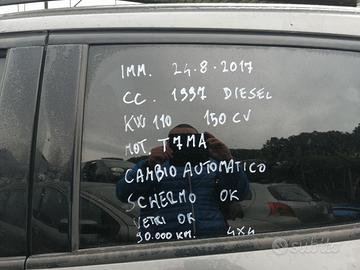 IMM. 24.8.2017
CC. 1997 DIESEL
KW 110 150 CV
MOT. T7MA
CAMBIO AUTOMATICO
SCHERMO OK
VETRI OK
90.000 KM. 4X4
subito